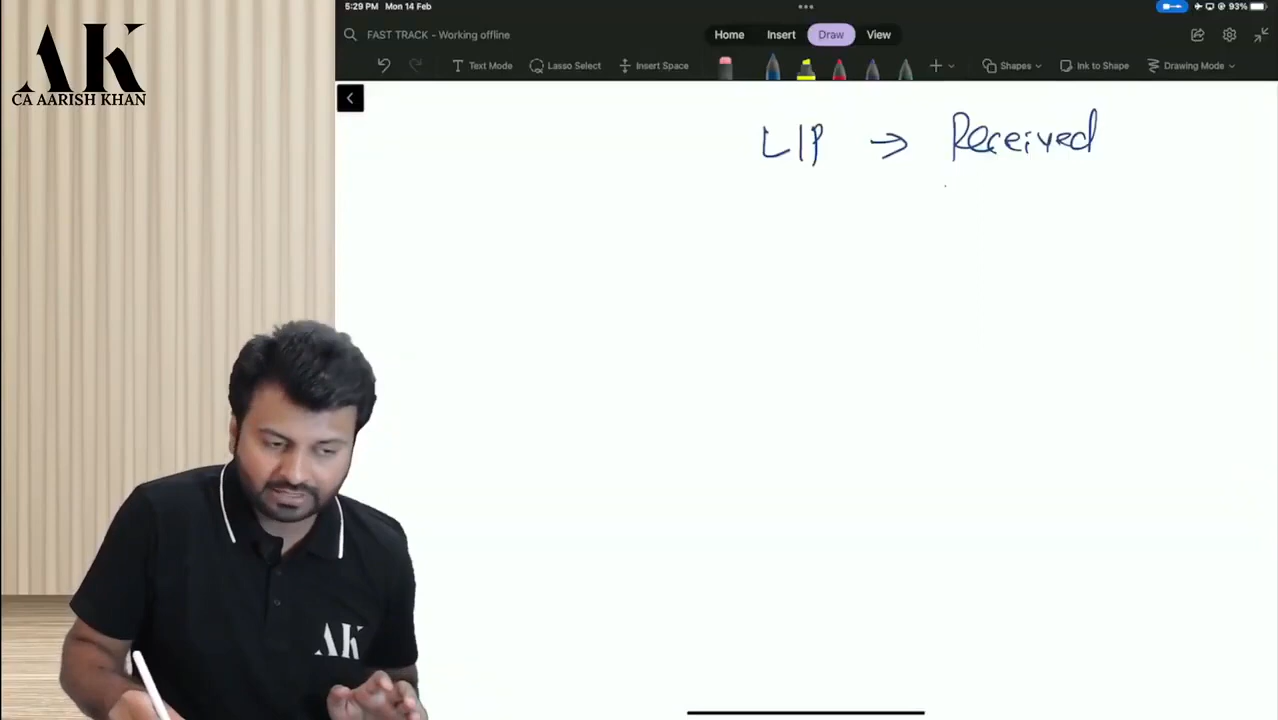 5:29 PM Mon 14 Feb
93%
FAST TRACK - Working offline
Home Insert Draw View
Text Mode Lasso Select Insert Space Shapes Ink to Shape Drawing Mode
AK
CA AARISH KHAN
LIP → Received
AK